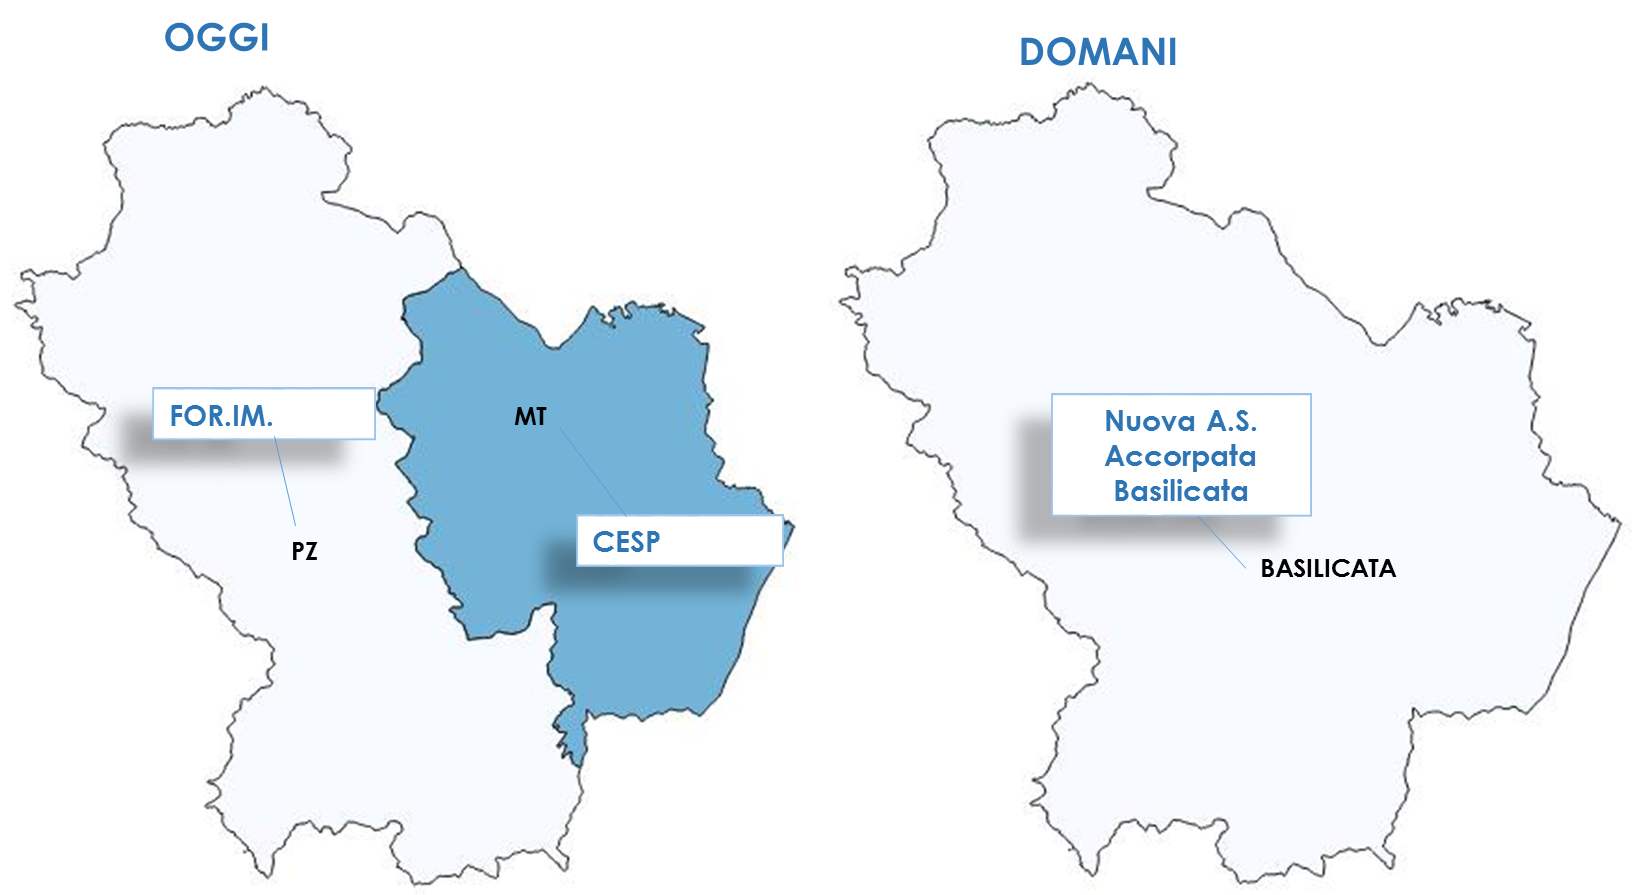 OGGI
FOR.IM.
MT
CESP
PZ
DOMANI
Nuova A.S.
Accorpata
Basilicata
BASILICATA